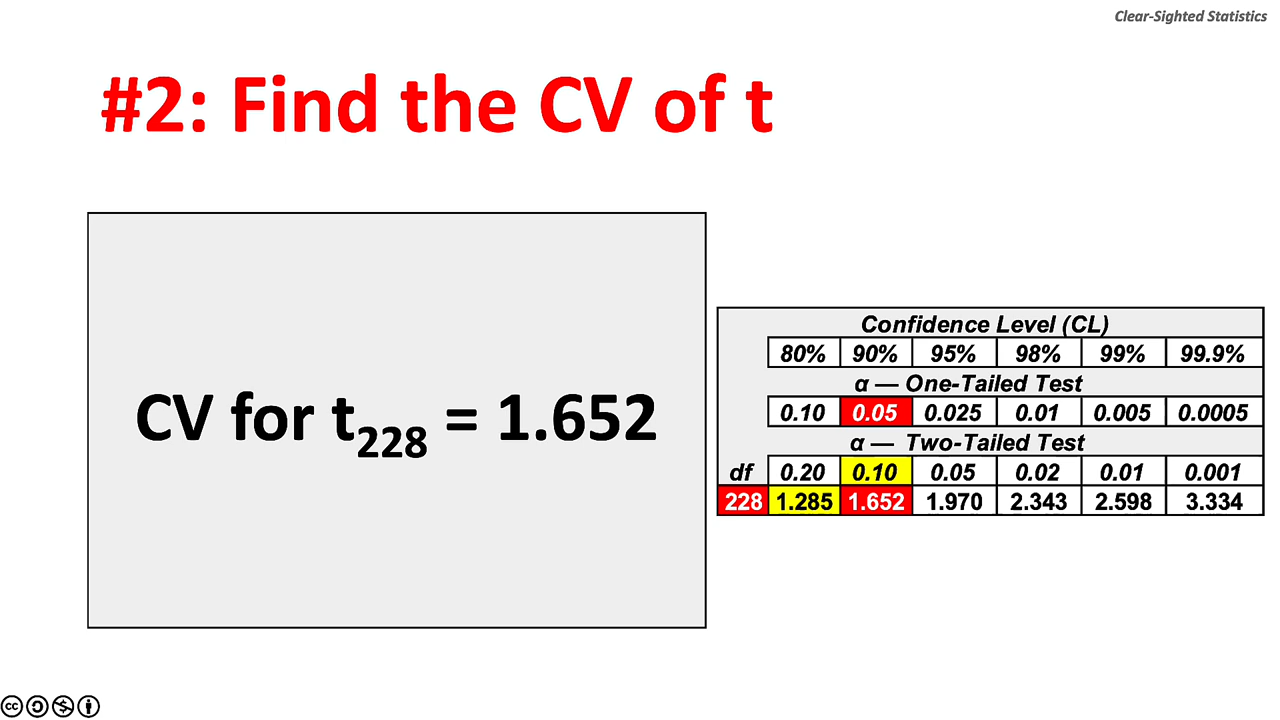 Clear-Sighted Statistics
#2: Find the CV of t
CV for t₂₂₈ = 1.652
Confidence Level (CL)
80% 90% 95% 98% 99% 99.9%
α — One-Tailed Test
0.10 0.05 0.025 0.01 0.005 0.0005
α — Two-Tailed Test
df 0.20 0.10 0.05 0.02 0.01 0.001
228 1.285 1.652 1.970 2.343 2.598 3.334
cc